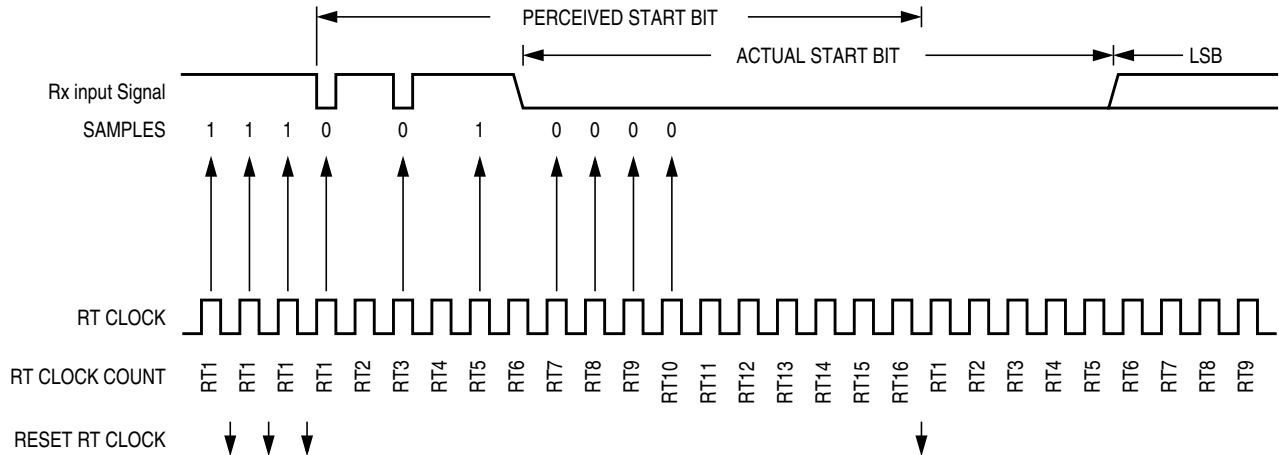 PERCEIVED START BIT
ACTUAL START BIT LSB
Rx input Signal
SAMPLES 1 1 1 0 0 1 0 0 0 0
RT CLOCK
RT CLOCK COUNT RT1 RT1 RT1 RT1 RT2 RT3 RT4 RT5 RT6 RT7 RT8 RT9 RT10 RT11 RT12 RT13 RT14 RT15 RT16 RT1 RT2 RT3 RT4 RT5 RT6 RT7 RT8 RT9
RESET RT CLOCK